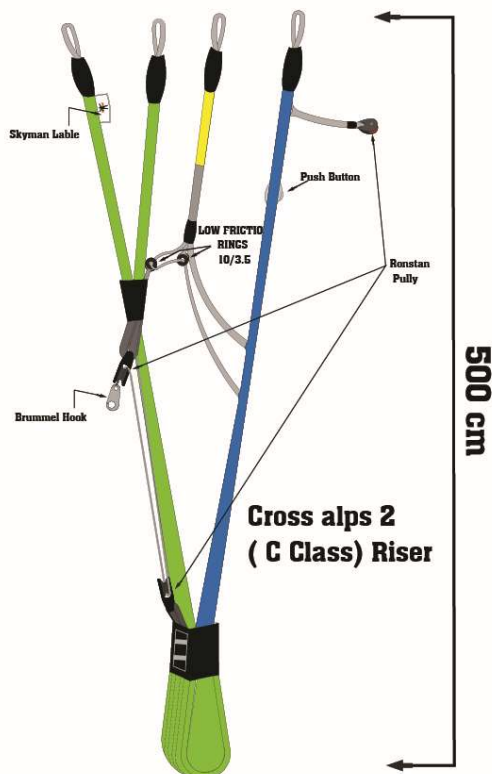 Skyman Lable
Push Button
LOW FRICTIO
RINGS
10/3.5
Ronstan
Pully
Brummel Hook
500 cm
Cross alps 2
( C Class) Riser